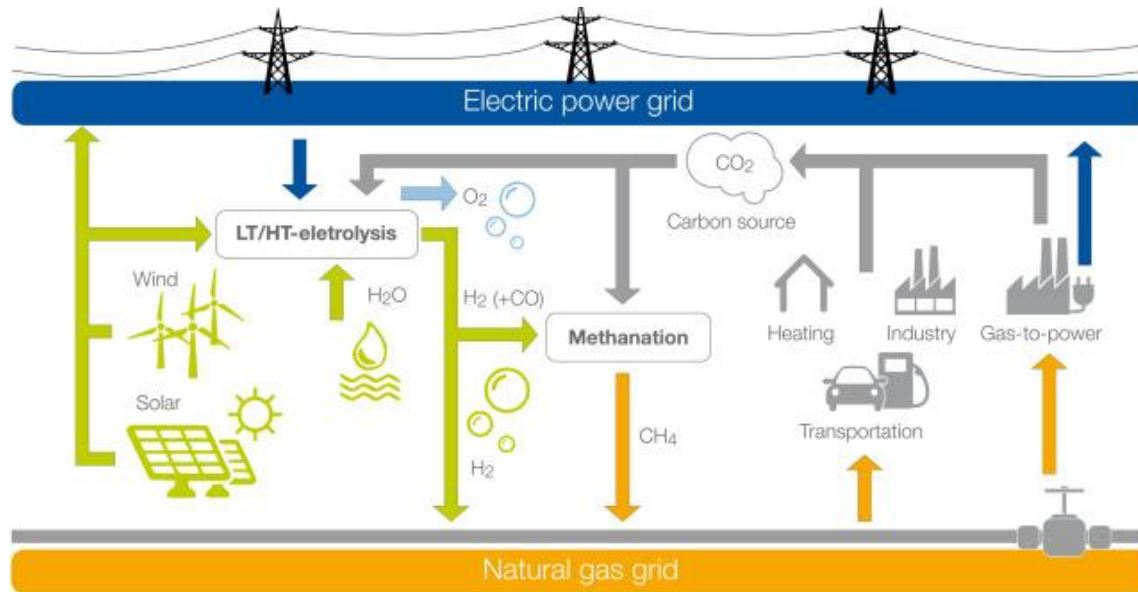 Electric power grid
CO₂
Carbon source
O₂
LT/HT-eletrolysis
Wind
H₂O
H₂ (+CO)
Methanation
Heating
Industry
Gas-to-power
Solar
Transportation
CH₄
H₂
Natural gas grid